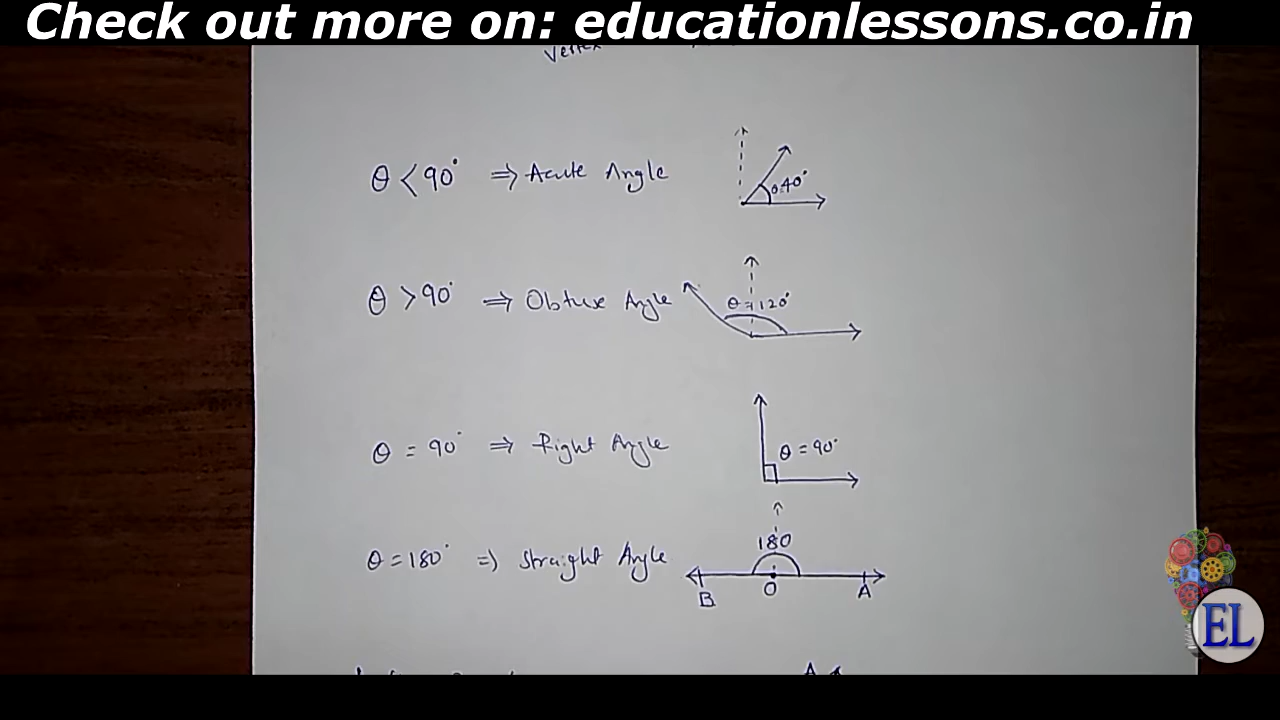 Check out more on: educationlessons.co.in
Vertex
θ < 90° ⇒ Acute Angle
θ=40°
θ > 90° ⇒ Obtuse Angle
θ = 120°
θ = 90° ⇒ Right Angle
θ = 90°
θ = 180° ⇒ Straight Angle
180
B O A
A
EL